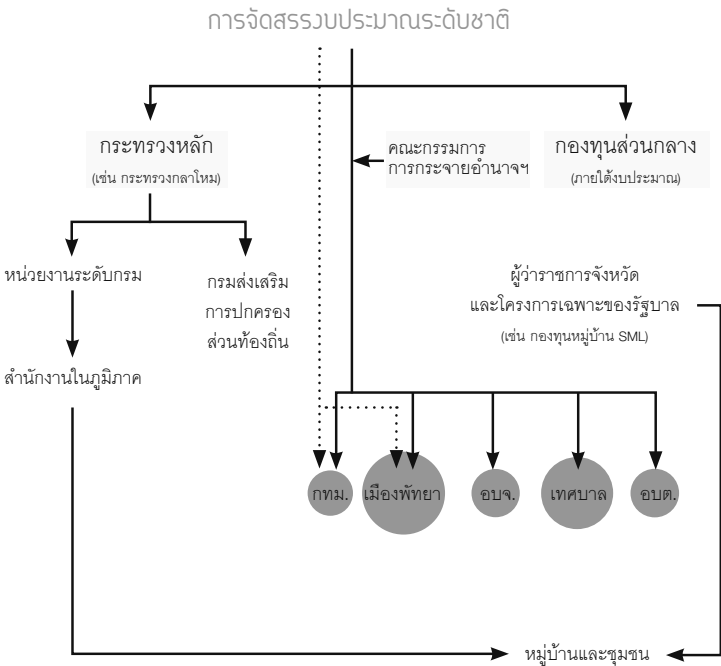 การจัดสรรงบประมาณระดับชาติ
กระทรวงหลัก
(เช่น กระทรวงกลาโหม)
คณะกรรมการ
การกระจายอำนาจฯ
กองทุนส่วนกลาง
(ภายใต้งบประมาณ)
หน่วยงานระดับกรม
กรมส่งเสริม
การปกครอง
ส่วนท้องถิ่น
ผู้ว่าราชการจังหวัด
และโครงการเฉพาะของรัฐบาล
(เช่น กองทุนหมู่บ้าน SML)
สำนักงานในภูมิภาค
กทม.
เมืองพัทยา
อบจ.
เทศบาล
อบต.
หมู่บ้านและชุมชน